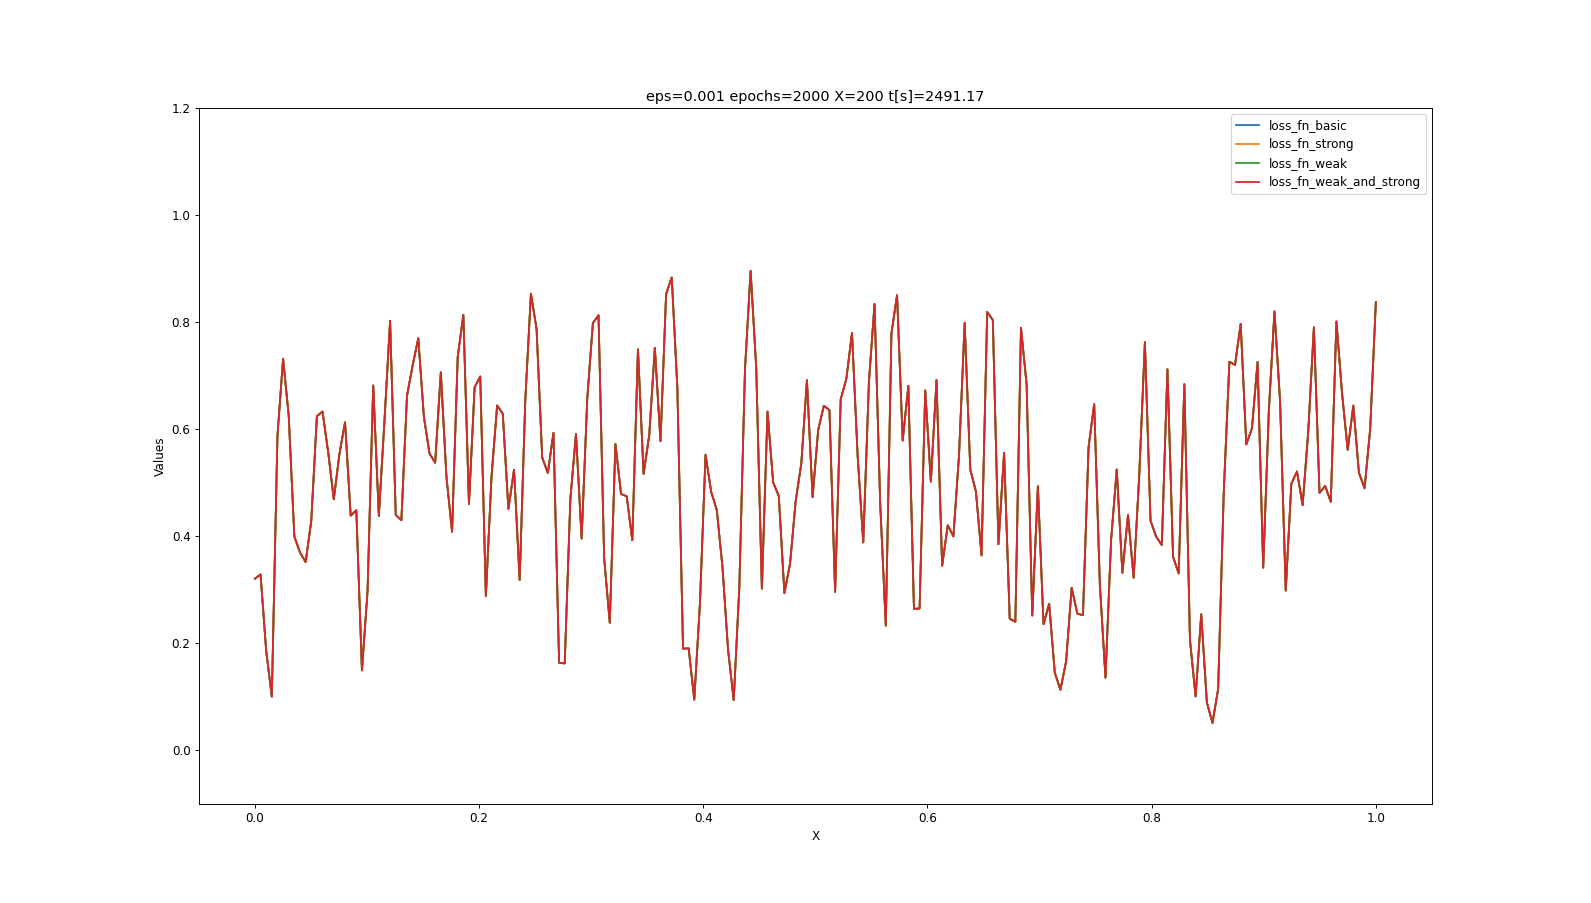 eps=0.001 epochs=2000 X=200 t[s]=2491.17
1.2
1.0
0.8
0.6
0.4
0.2
0.0
Values
loss_fn_basic
loss_fn_strong
loss_fn_weak
loss_fn_weak_and_strong
0.0 0.2 0.4 0.6 0.8 1.0
X